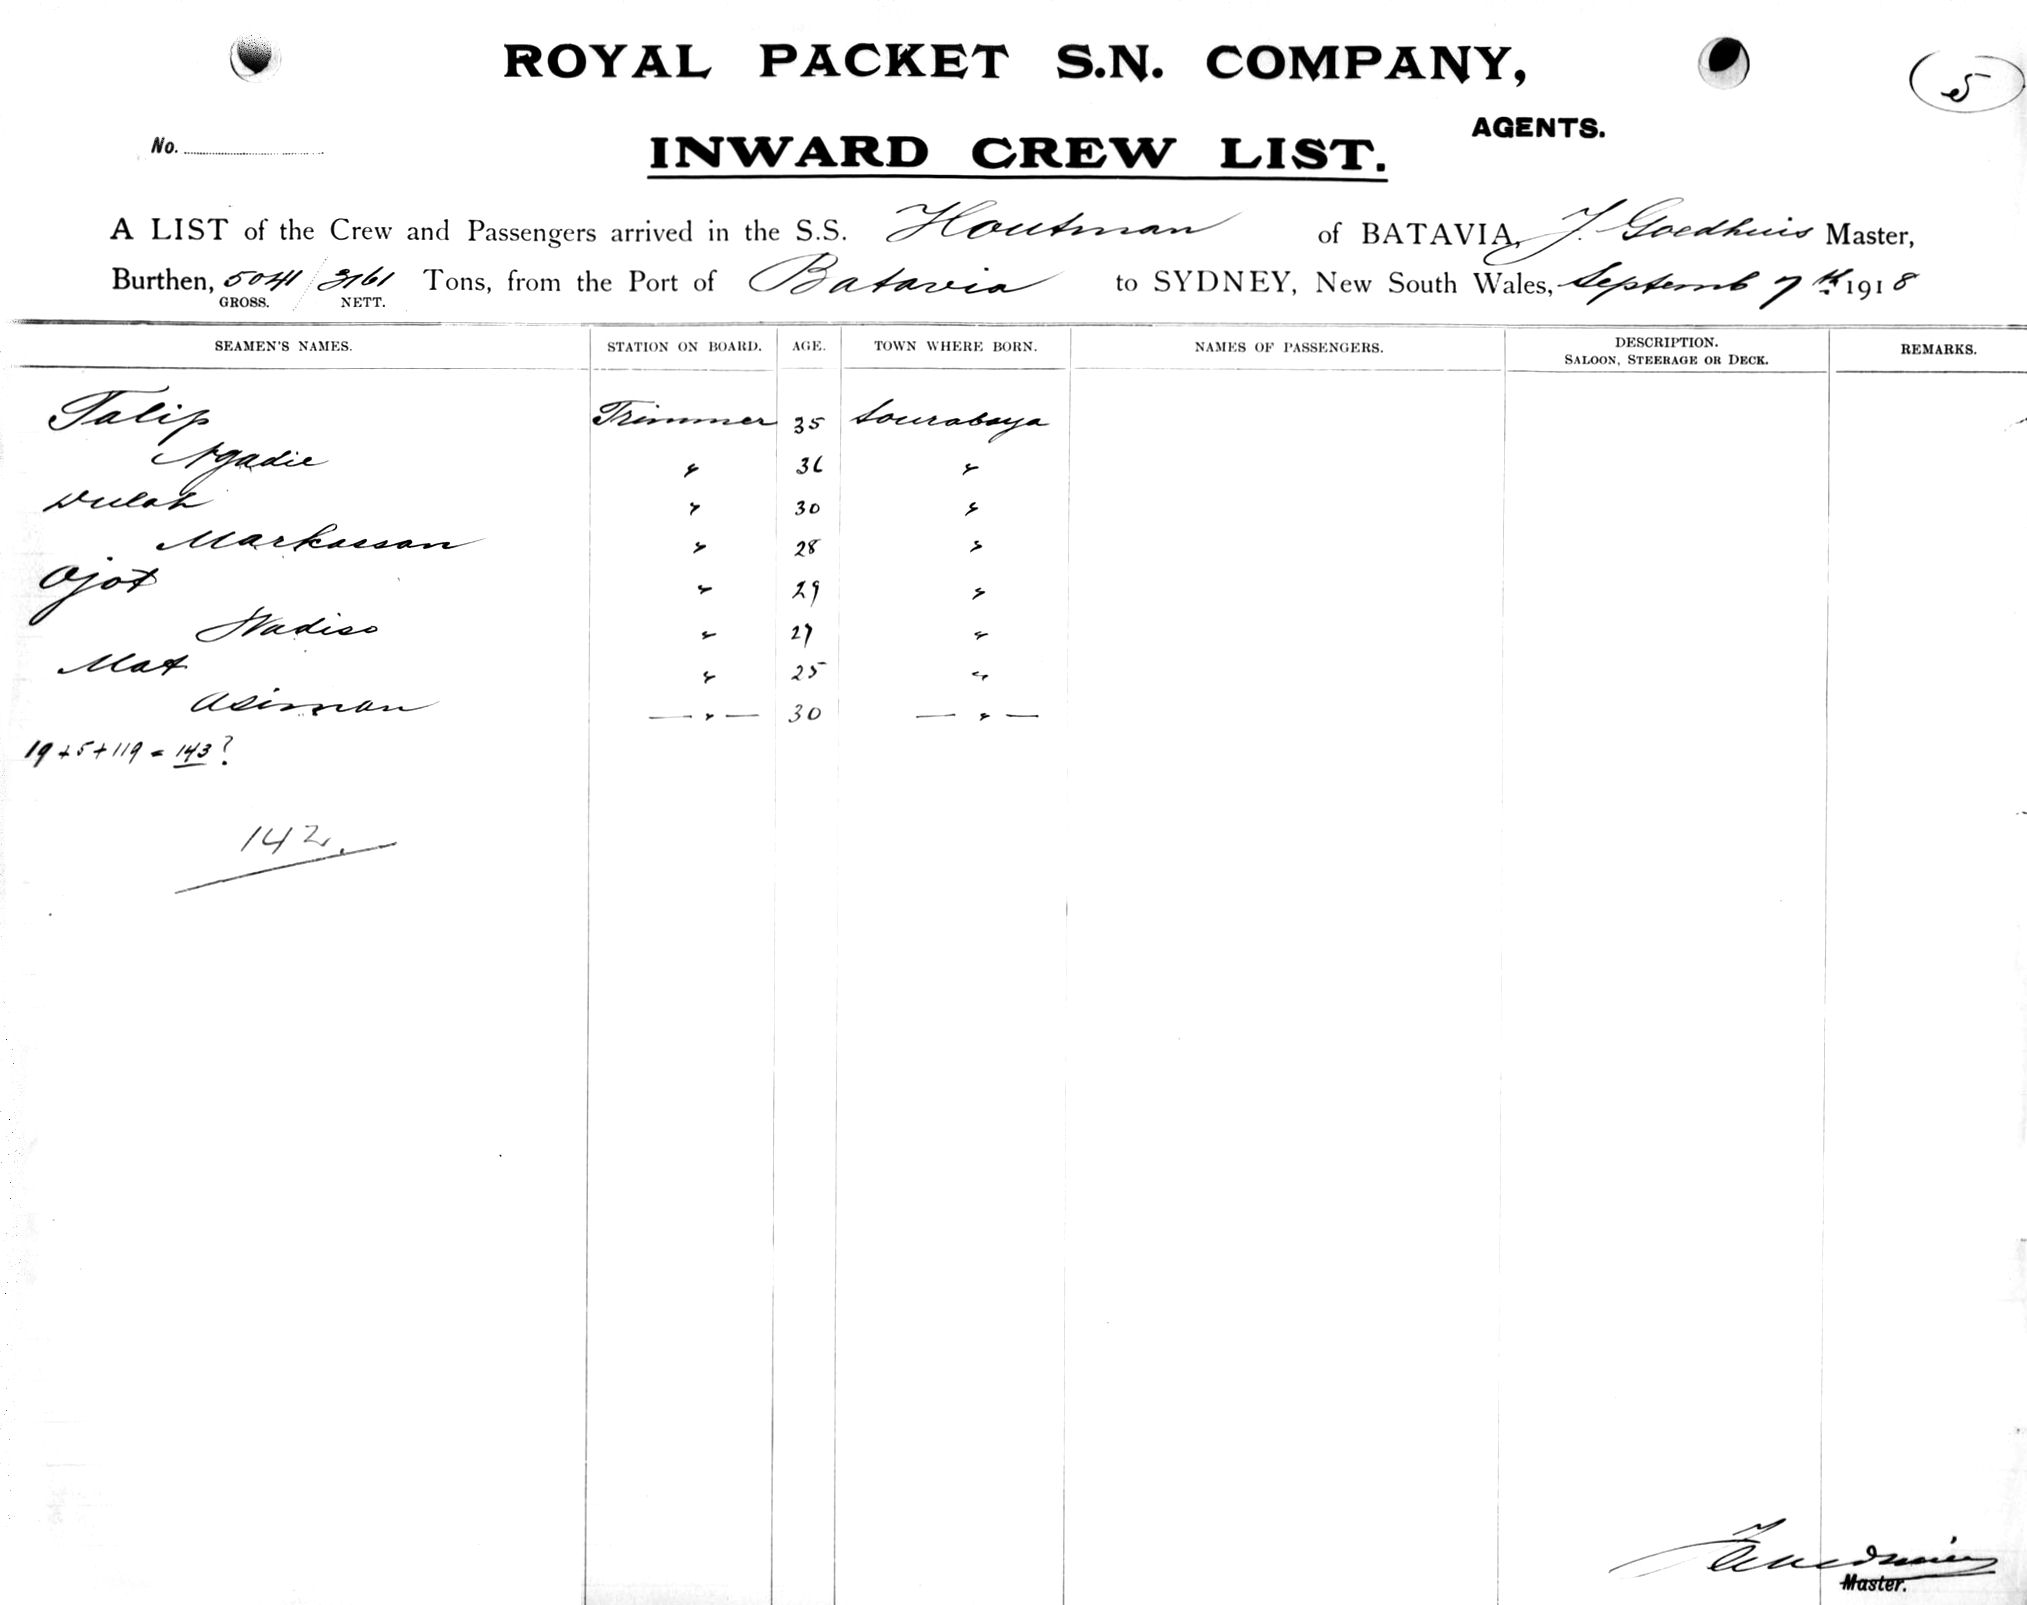 ROYAL PACKET S.N. COMPANY,
5
AGENTS.
No.
INWARD CREW LIST.
A LIST of the Crew and Passengers arrived in the S.S. Houtman of BATAVIA, J. Goedhuis Master,
Burthen, 5041 / 3161 Tons, from the Port of Batavia to SYDNEY, New South Wales, Septemb 7th 1918
GROSS. NETT.
SEAMEN'S NAMES. STATION ON BOARD. AGE. TOWN WHERE BORN. NAMES OF PASSENGERS. DESCRIPTION. REMARKS.
SALOON, STEERAGE OR DECK.
Talip Trimmer 35 Sourabaya
Ngadie " 36 "
Dulah " 30 "
Markassan " 28 "
Ojot " 29 "
Wadiso " 27 "
Mat " 25 "
Asiman — " — 30 — " —
19 + 5 + 119 = 143 ?
142.
Master.